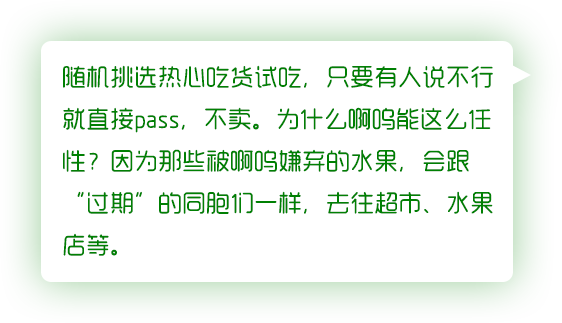 随机挑选热心吃货试吃，只要有人说不行
就直接pass，不卖。为什么啊呜能这么任
性？因为那些被啊呜嫌弃的水果，会跟
“过期”的同胞们一样，去往超市、水果
店等。